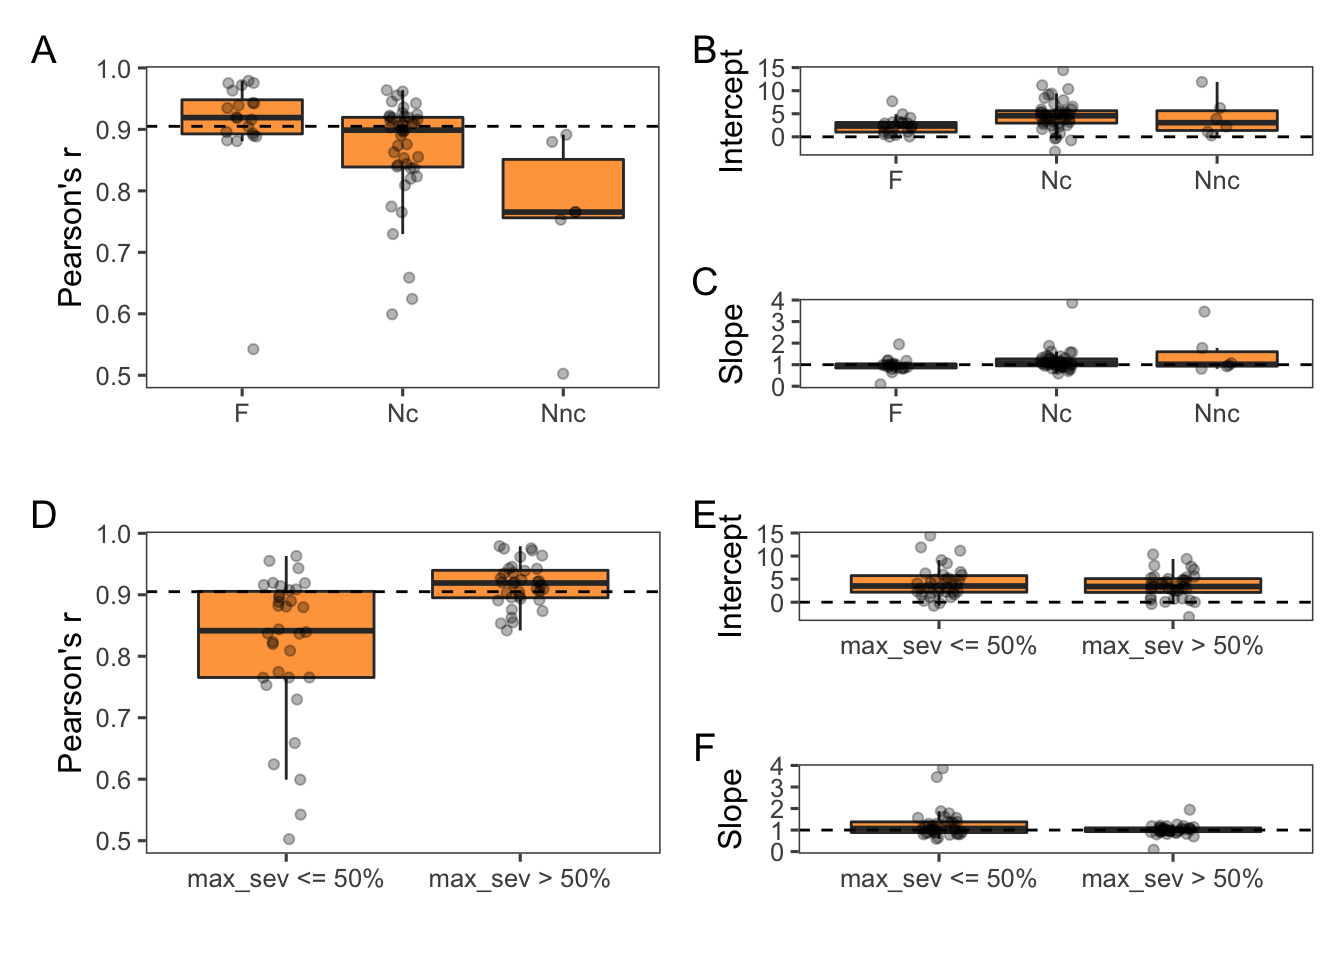 A
Pearson's r
1.0
0.9
0.8
0.7
0.6
0.5
F Nc Nnc
B
Intercept
15
10
5
0
F Nc Nnc
C
Slope
4
3
2
1
0
F Nc Nnc
D
Pearson's r
1.0
0.9
0.8
0.7
0.6
0.5
max_sev <= 50% max_sev > 50%
E
Intercept
15
10
5
0
max_sev <= 50% max_sev > 50%
F
Slope
4
3
2
1
0
max_sev <= 50% max_sev > 50%